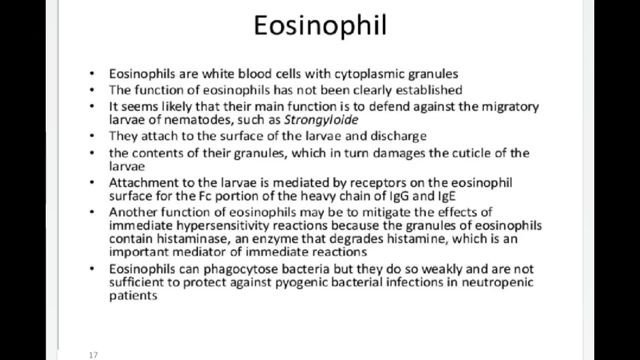 Eosinophil
• Eosinophils are white blood cells with cytoplasmic granules
• The function of eosinophils has not been clearly established
• It seems likely that their main function is to defend against the migratory
larvae of nematodes, such as Strongyloide
• They attach to the surface of the larvae and discharge
• the contents of their granules, which in turn damages the cuticle of the
larvae
• Attachment to the larvae is mediated by receptors on the eosinophil
surface for the Fc portion of the heavy chain of IgG and IgE
• Another function of eosinophils may be to mitigate the effects of
immediate hypersensitivity reactions because the granules of eosinophils
contain histaminase, an enzyme that degrades histamine, which is an
important mediator of immediate reactions
• Eosinophils can phagocytose bacteria but they do so weakly and are not
sufficient to protect against pyogenic bacterial infections in neutropenic
patients
17